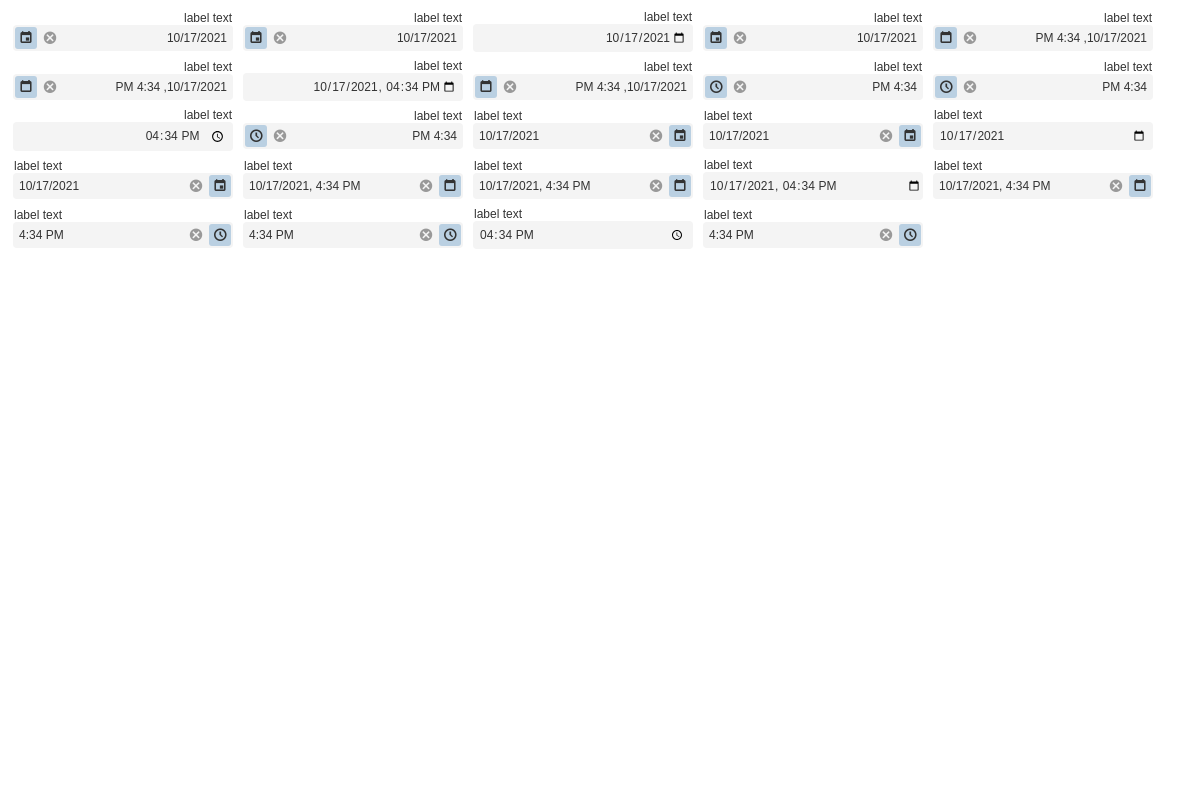 label text
label text
label text
label text
label text
10/17/2021
10/17/2021
10/17/2021
10/17/2021
PM 4:34 ,10/17/2021
label text
label text
label text
label text
label text
PM 4:34 ,10/17/2021
10/17/2021, 04:34 PM
PM 4:34 ,10/17/2021
PM 4:34
PM 4:34
label text
label text
label text
label text
label text
04:34 PM
PM 4:34
10/17/2021
10/17/2021
10/17/2021
label text
label text
label text
label text
label text
10/17/2021
10/17/2021, 4:34 PM
10/17/2021, 4:34 PM
10/17/2021, 04:34 PM
10/17/2021, 4:34 PM
label text
label text
label text
label text
4:34 PM
4:34 PM
04:34 PM
4:34 PM